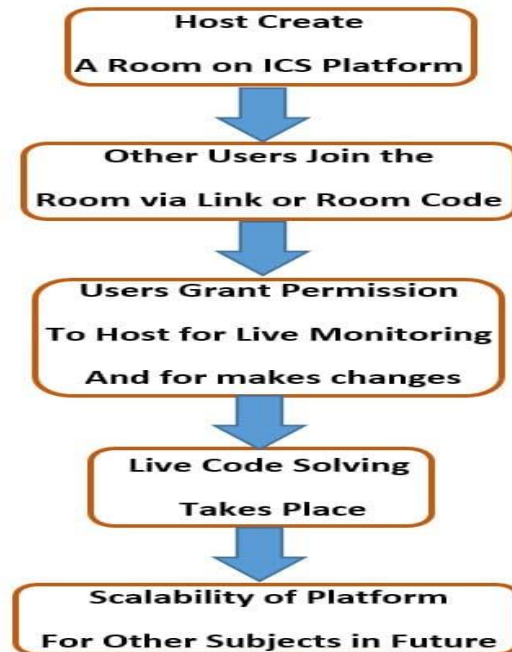 Host Create
A Room on ICS Platform
Other Users Join the
Room via Link or Room Code
Users Grant Permission
To Host for Live Monitoring
And for makes changes
Live Code Solving
Takes Place
Scalability of Platform
For Other Subjects in Future